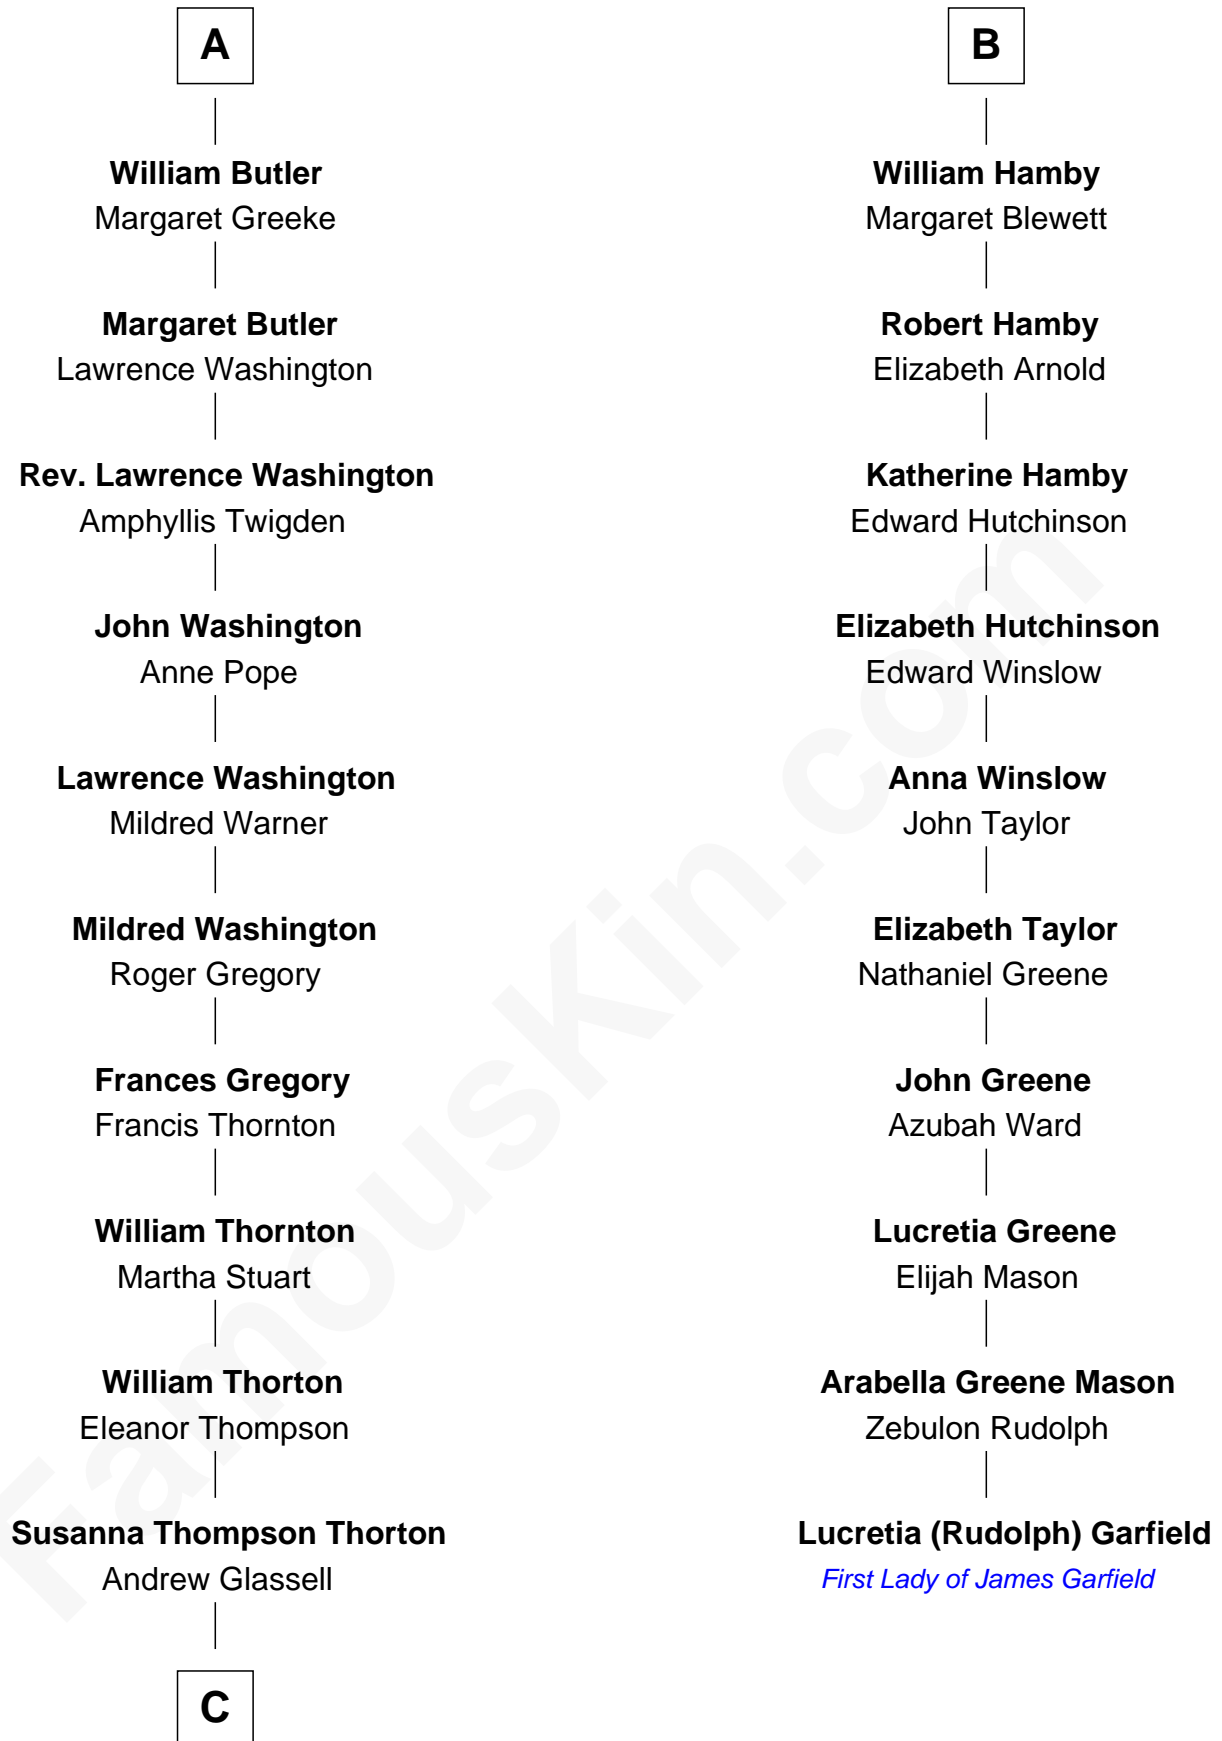 A
William Butler
Margaret Greeke
Margaret Butler
Lawrence Washington
Rev. Lawrence Washington
Amphyllis Twigden
John Washington
Anne Pope
Lawrence Washington
Mildred Warner
Mildred Washington
Roger Gregory
Frances Gregory
Francis Thornton
William Thornton
Martha Stuart
William Thorton
Eleanor Thompson
Susanna Thompson Thorton
Andrew Glassell
C
B
William Hamby
Margaret Blewett
Robert Hamby
Elizabeth Arnold
Katherine Hamby
Edward Hutchinson
Elizabeth Hutchinson
Edward Winslow
Anna Winslow
John Taylor
Elizabeth Taylor
Nathaniel Greene
John Greene
Azubah Ward
Lucretia Greene
Elijah Mason
Arabella Greene Mason
Zebulon Rudolph
Lucretia (Rudolph) Garfield
First Lady of James Garfield
FamousKin.com